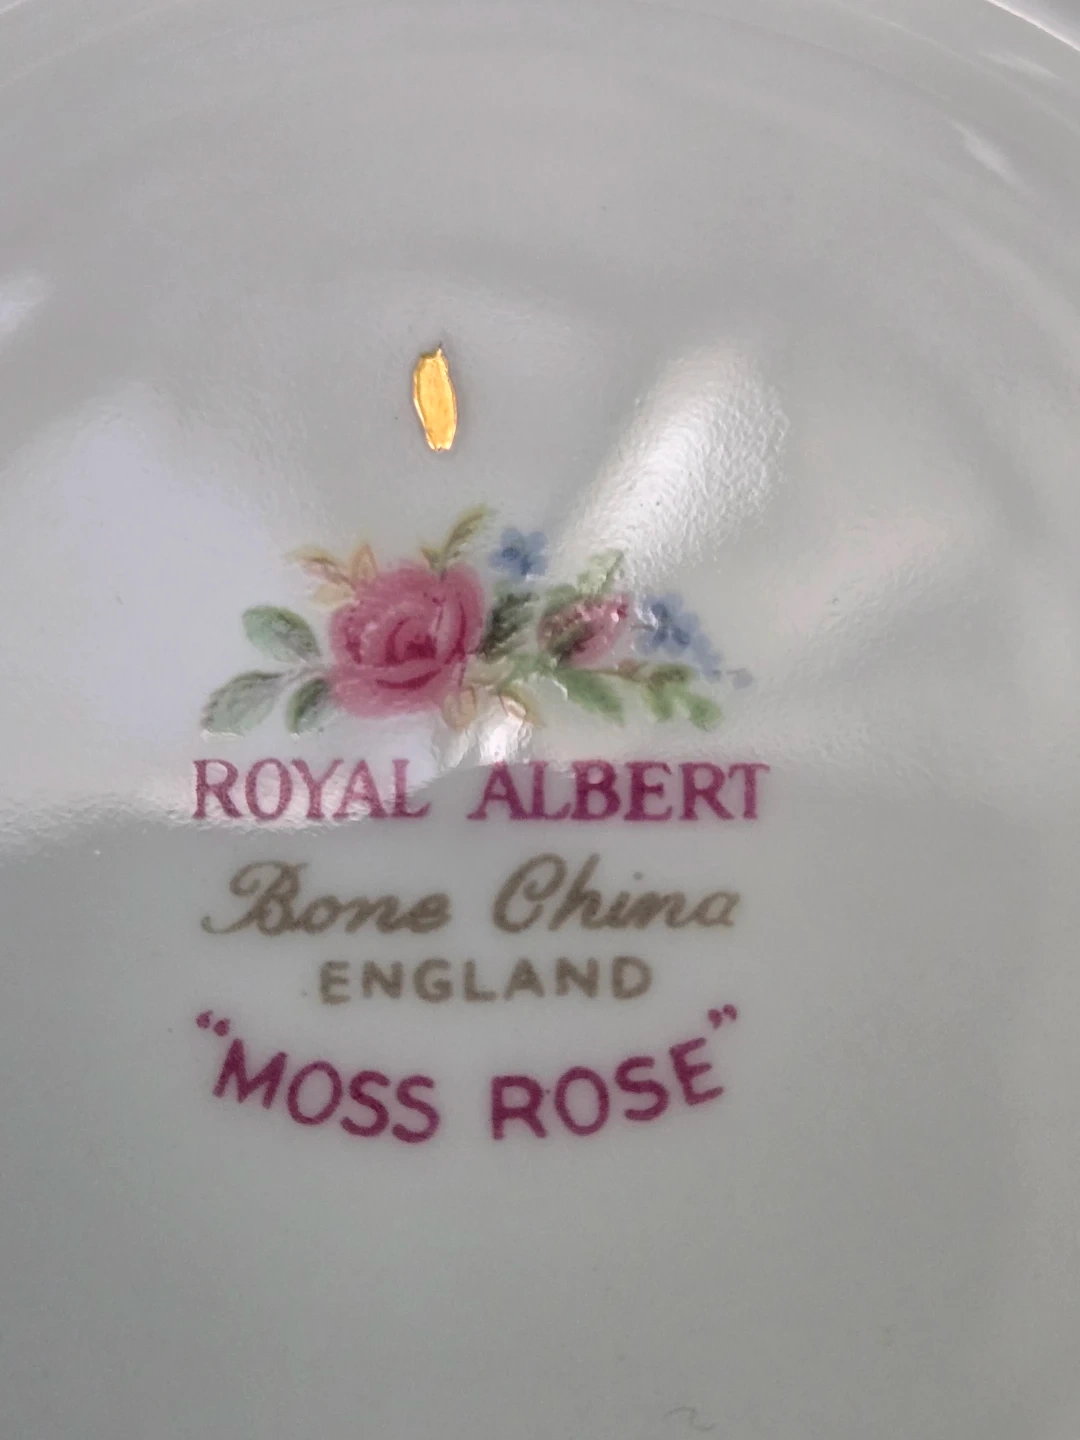 ROYAL ALBERT
Bone China
ENGLAND
“MOSS ROSE”